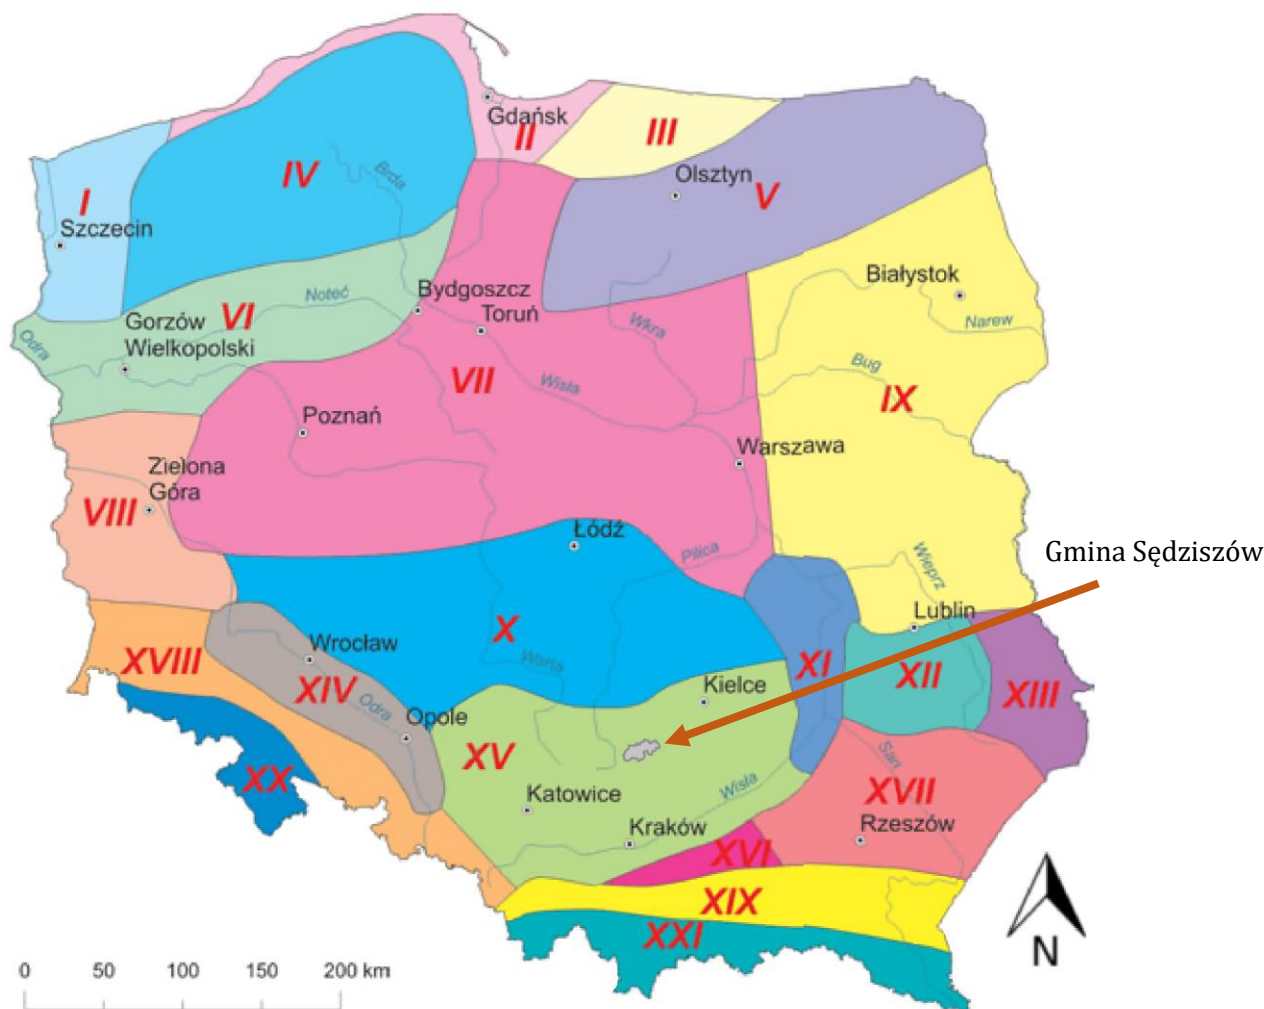 Gdańsk
II
III
IV
Brda
Olsztyn
V
I
Szczecin
Białystok
Bydgoszcz
Noteć
Toruń
Gorzów
Wielkopolski
VI
Odra
Wkra
Narew
Bug
VII
Wisła
IX
Poznań
Warszawa
Zielona
Góra
VIII
Łódź
Pilica
Wieprz
Gmina Sędziszów
Lublin
X
Wrocław
Warta
XVIII
XIV
Odra
Opole
Kielce
XI
XII
XIII
XV
XX
Katowice
Wisła
San
XVII
Rzeszów
Kraków
XVI
XIX
XXI
N
0 50 100 150 200 km